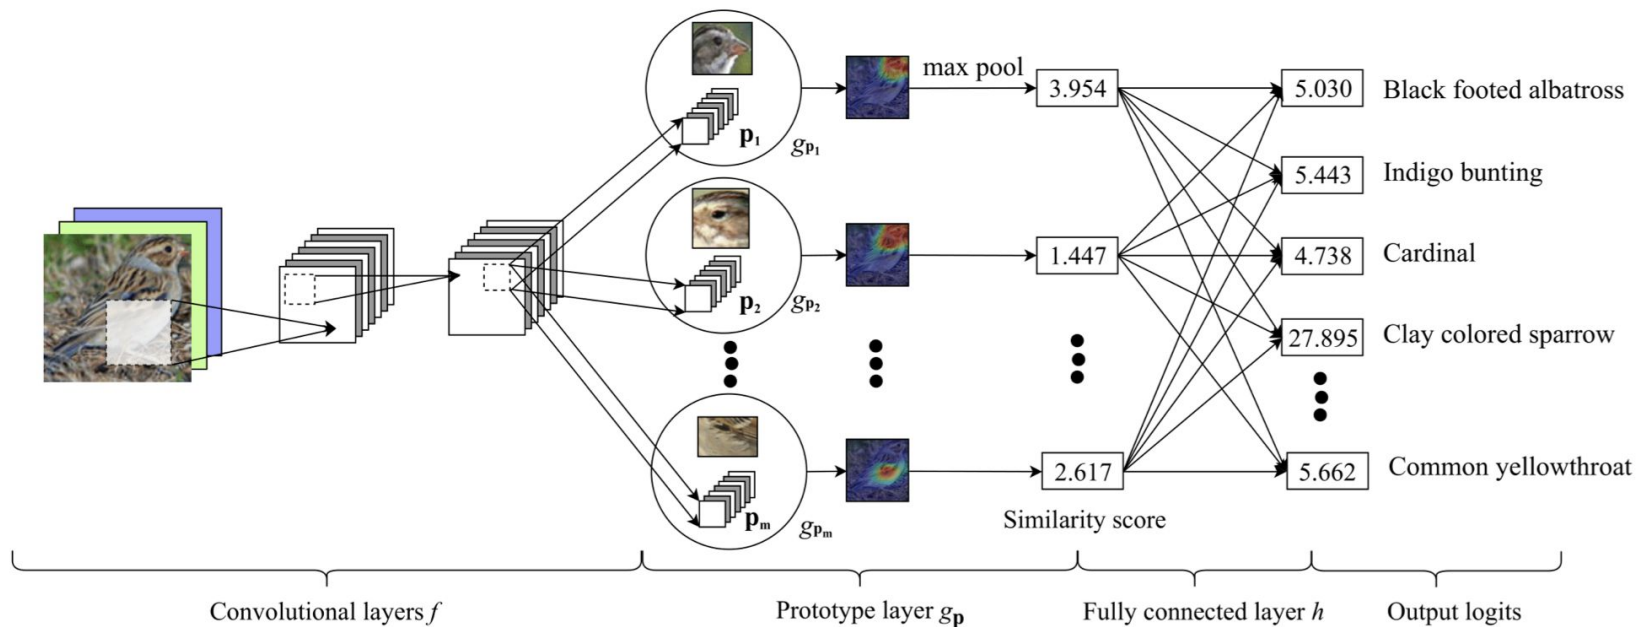 max pool
p1
gp1
3.954
5.030
Black footed albatross
5.443
Indigo bunting
p2
gp2
1.447
4.738
Cardinal
27.895
Clay colored sparrow
pm
gpm
2.617
5.662
Common yellowthroat
Similarity score
Convolutional layers f
Prototype layer gp
Fully connected layer h
Output logits